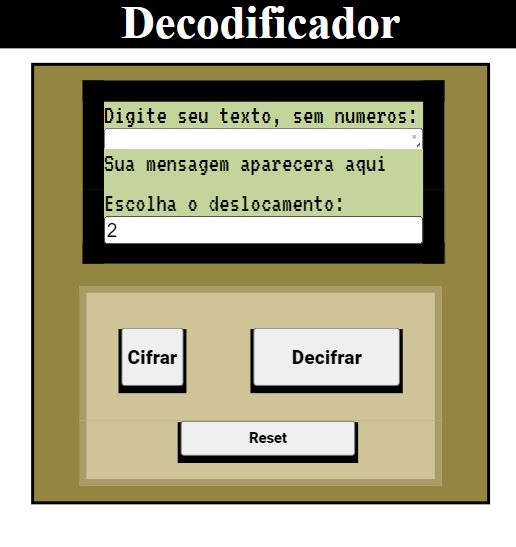 Decodificador
Digite seu texto, sem numeros:
Sua mensagem aparecera aqui
Escolha o deslocamento:
2
Cifrar
Decifrar
Reset